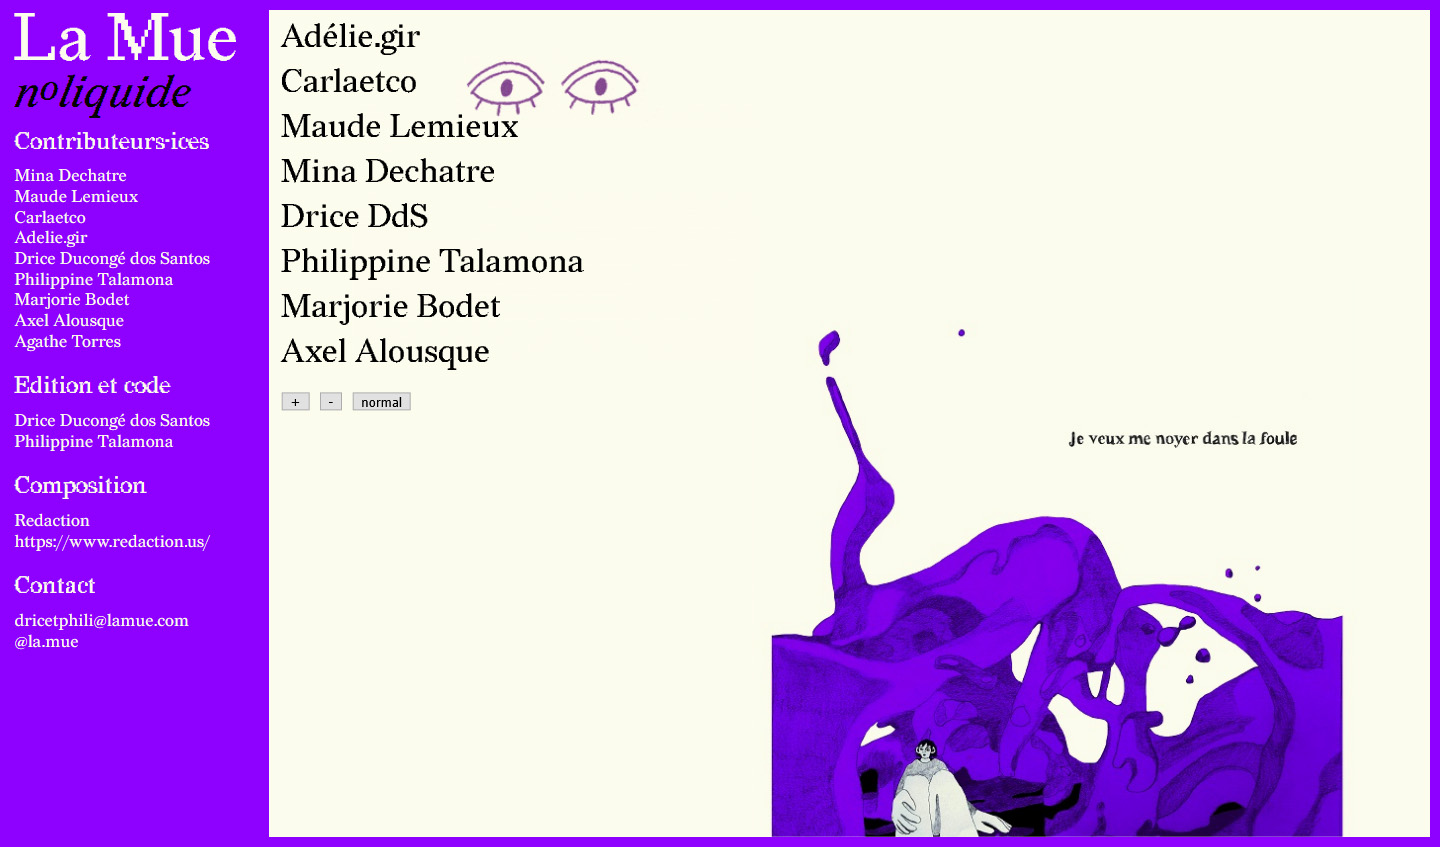 La Mue
nºliquide
Contributeurs·ices
Mina Dechatre
Maude Lemieux
Carlaetco
Adelie.gir
Drice Ducongé dos Santos
Philippine Talamona
Marjorie Bodet
Axel Alousque
Agathe Torres
Edition et code
Drice Ducongé dos Santos
Philippine Talamona
Composition
Redaction
https://www.redaction.us/
Contact
dricetphili@lamue.com
@la.mue
Adélie.gir
Carlaetco
Maude Lemieux
Mina Dechatre
Drice DdS
Philippine Talamona
Marjorie Bodet
Axel Alousque
+ - normal
Je veux me noyer dans la foule